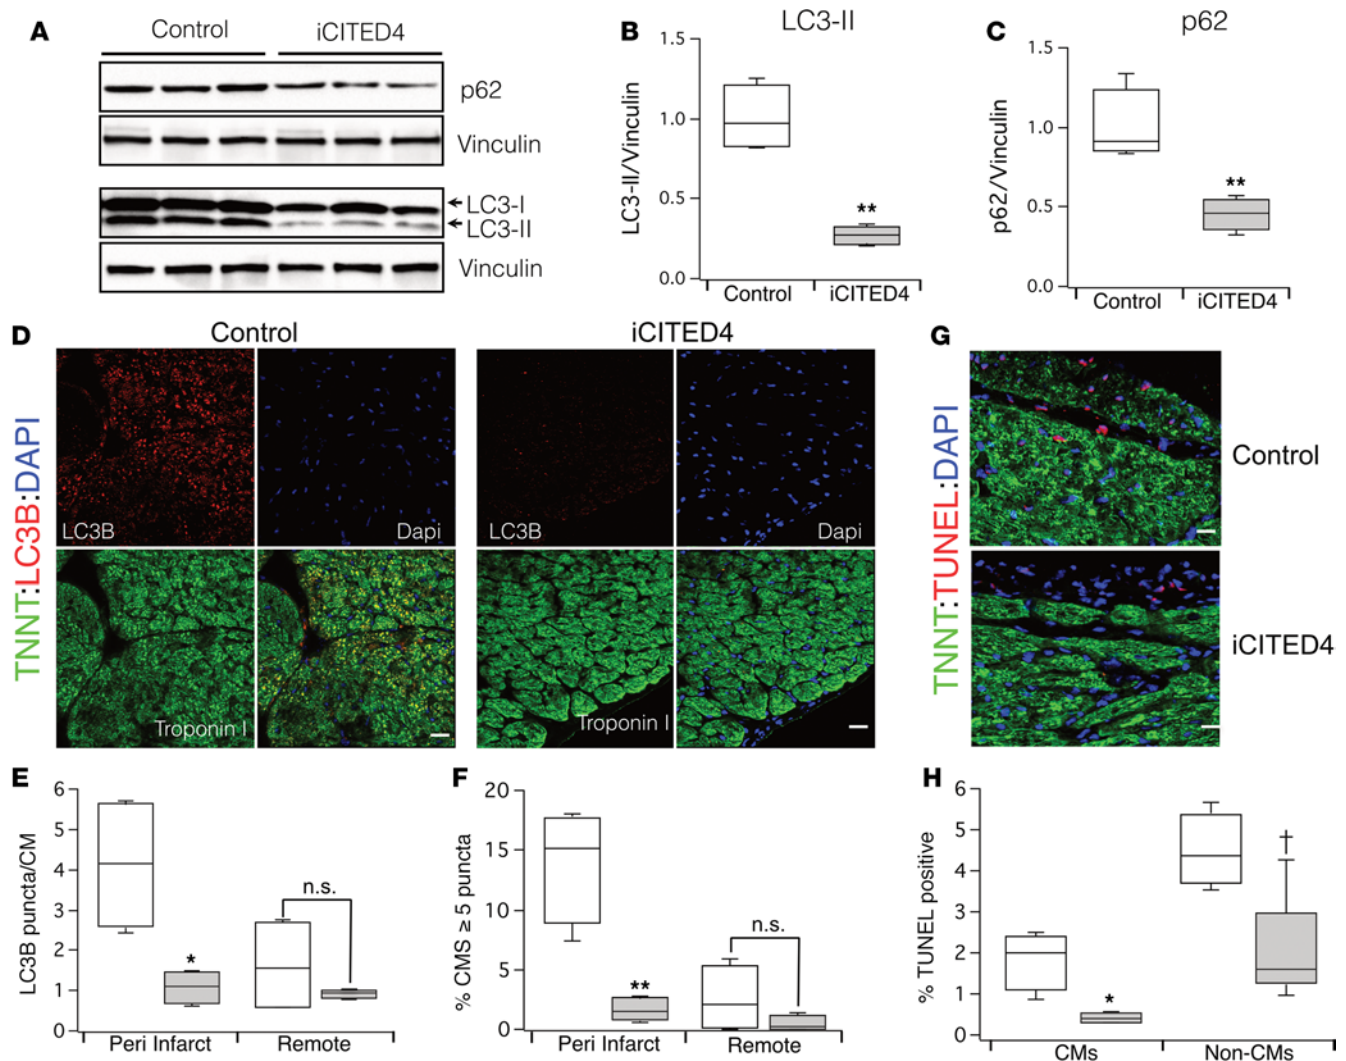 A
Control
iCITED4
p62
Vinculin
LC3-I
LC3-II
Vinculin
B
LC3-II
LC3-II/Vinculin
1.5
1.0
0.5
0.0
**
Control
iCITED4
C
p62
p62/Vinculin
1.5
1.0
0.5
0.0
**
Control
iCITED4
D
Control
iCITED4
TNNT:LC3B:DAPI
LC3B
Dapi
LC3B
Dapi
Troponin I
Troponin I
G
TNNT:TUNEL:DAPI
Control
iCITED4
E
LC3B puncta/CM
6
5
4
3
2
1
0
*
n.s.
Peri Infarct
Remote
F
% CMS ≥ 5 puncta
20
15
10
5
0
**
n.s.
Peri Infarct
Remote
H
% TUNEL positive
6
5
4
3
2
1
0
*
†
CMs
Non-CMs